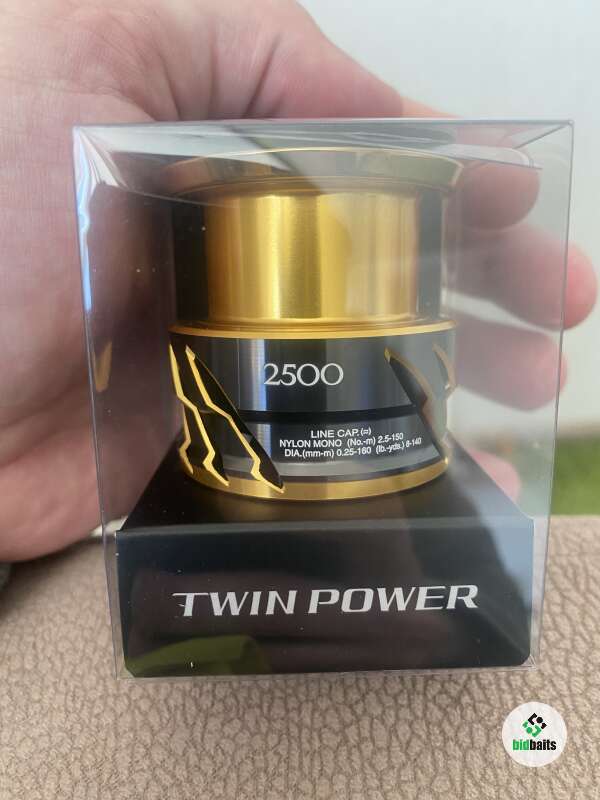 2500
LINE CAP.(≈)
NYLON MONO (No.-m) 2.5-150
DIA.(mm-m) 0.25-160 (lb.-yds.) 8-140
TWIN POWER
bidbaits